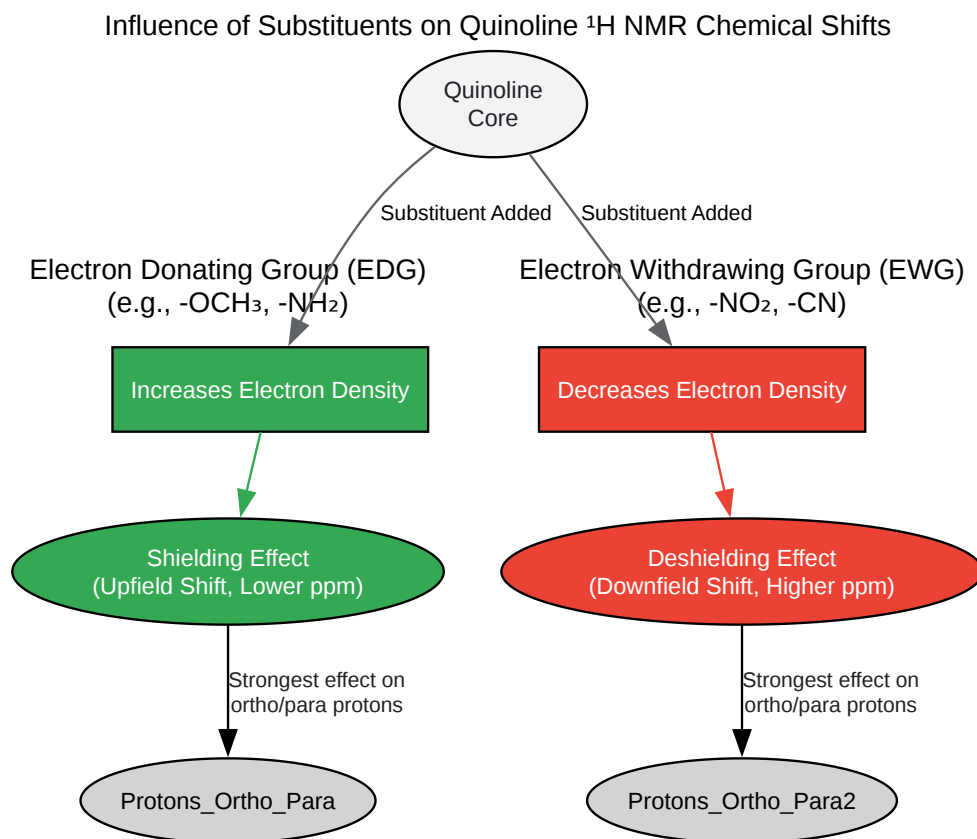 Influence of Substituents on Quinoline ¹H NMR Chemical Shifts
Quinoline
Core
Substituent Added
Substituent Added
Electron Donating Group (EDG)
(e.g., -OCH₃, -NH₂)
Electron Withdrawing Group (EWG)
(e.g., -NO₂, -CN)
Increases Electron Density
Decreases Electron Density
Shielding Effect
(Upfield Shift, Lower ppm)
Deshielding Effect
(Downfield Shift, Higher ppm)
Strongest effect on
ortho/para protons
Strongest effect on
ortho/para protons
Protons_Ortho_Para
Protons_Ortho_Para2